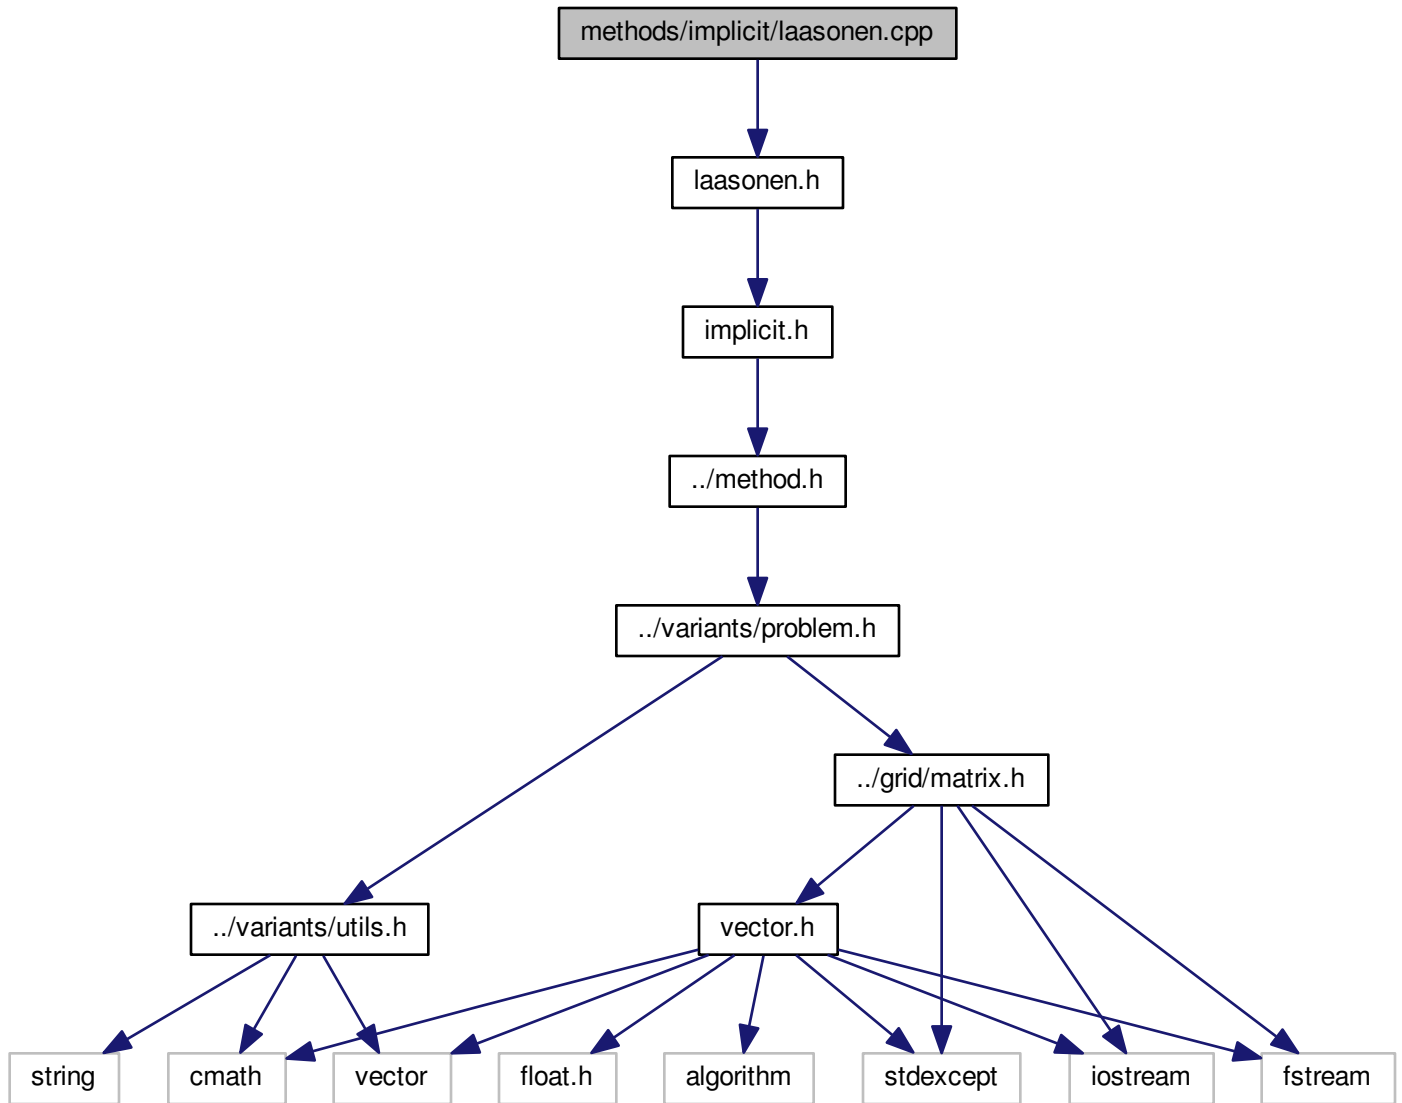 methods/implicit/laasonen.cpp
laasonen.h
implicit.h
../method.h
../variants/problem.h
../grid/matrix.h
../variants/utils.h
vector.h
string
cmath
vector
float.h
algorithm
stdexcept
iostream
fstream